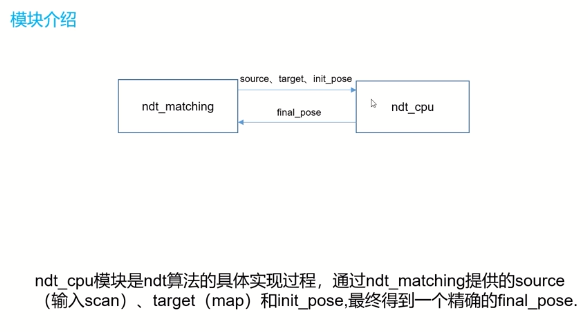 模块介绍
source、target、init_pose
ndt_matching
ndt_cpu
final_pose
ndt_cpu模块是ndt算法的具体实现过程，通过ndt_matching提供的source
（输入scan）、target（map）和init_pose,最终得到一个精确的final_pose.